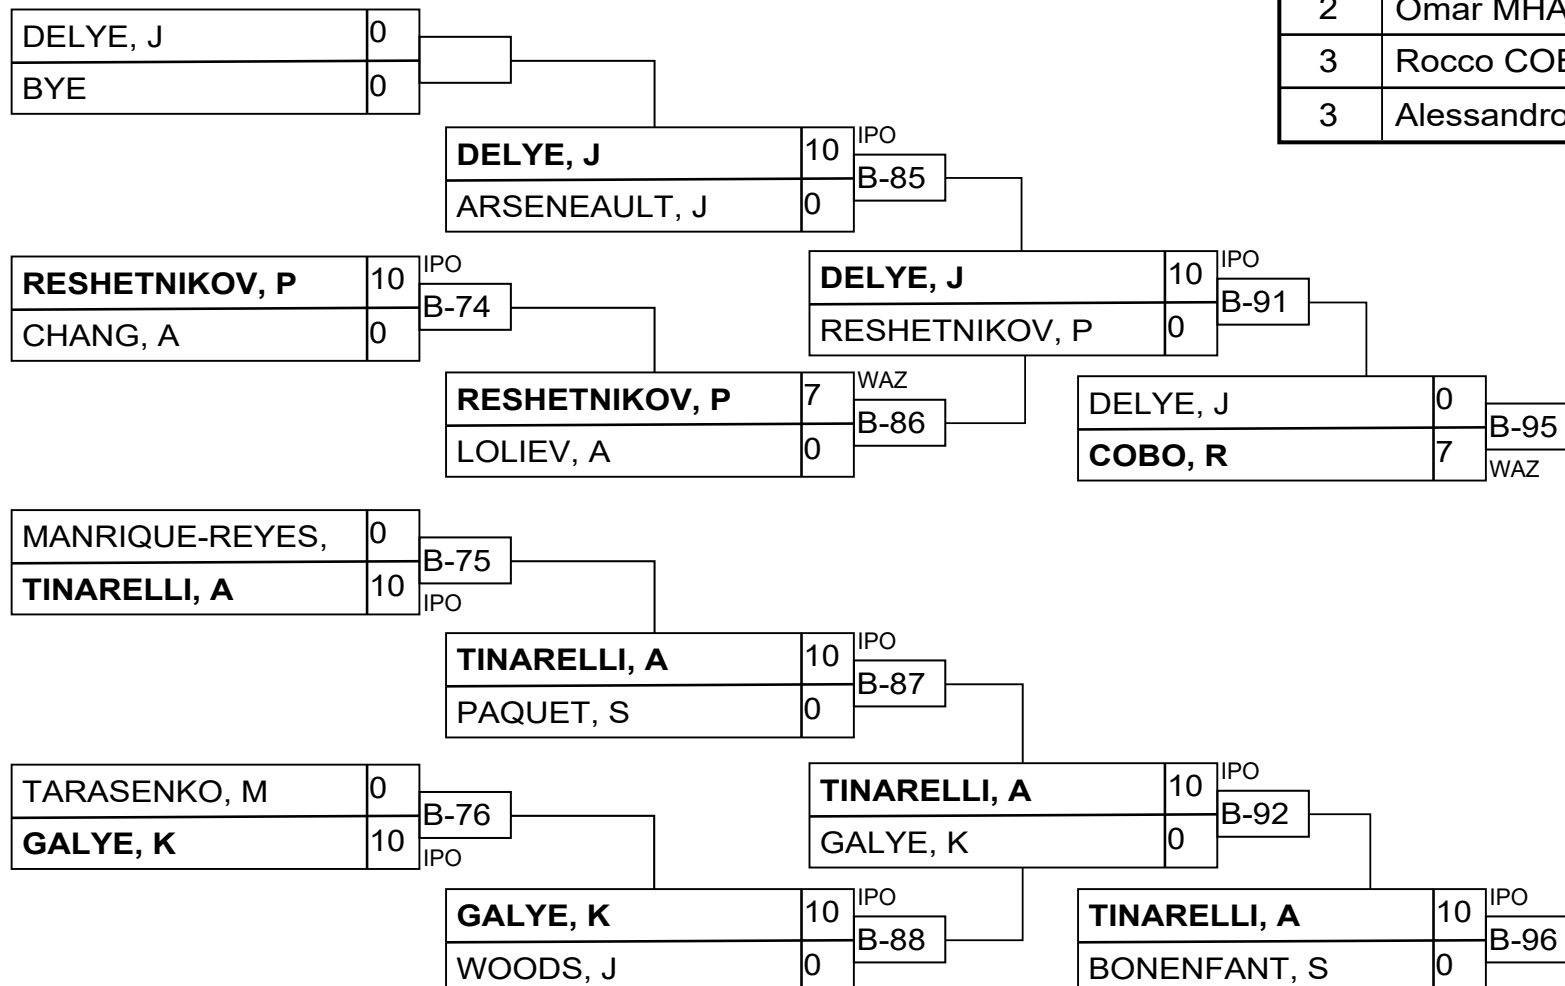 DELYE, J 0
BYE 0
2 Omar
3 Rocco
3 Alessandro
DELYE, J 10 IPO
B-85
ARSENEAULT, J 0
RESHETNIKOV, P 10 IPO
B-74
CHANG, A 0
DELYE, J 10 IPO
B-91
RESHETNIKOV, P 0
RESHETNIKOV, P 7 WAZ
B-86
LOLIEV, A 0
DELYE, J 0
B-95
COBO, R 7 WAZ
MANRIQUE-REYES, 0
B-75
TINARELLI, A 10 IPO
TINARELLI, A 10 IPO
B-87
PAQUET, S 0
TARASENKO, M 0
B-76
GALYE, K 10 IPO
TINARELLI, A 10 IPO
B-92
GALYE, K 0
GALYE, K 10 IPO
B-88
WOODS, J 0
TINARELLI, A 10 IPO
B-96
BONENFANT, S 0